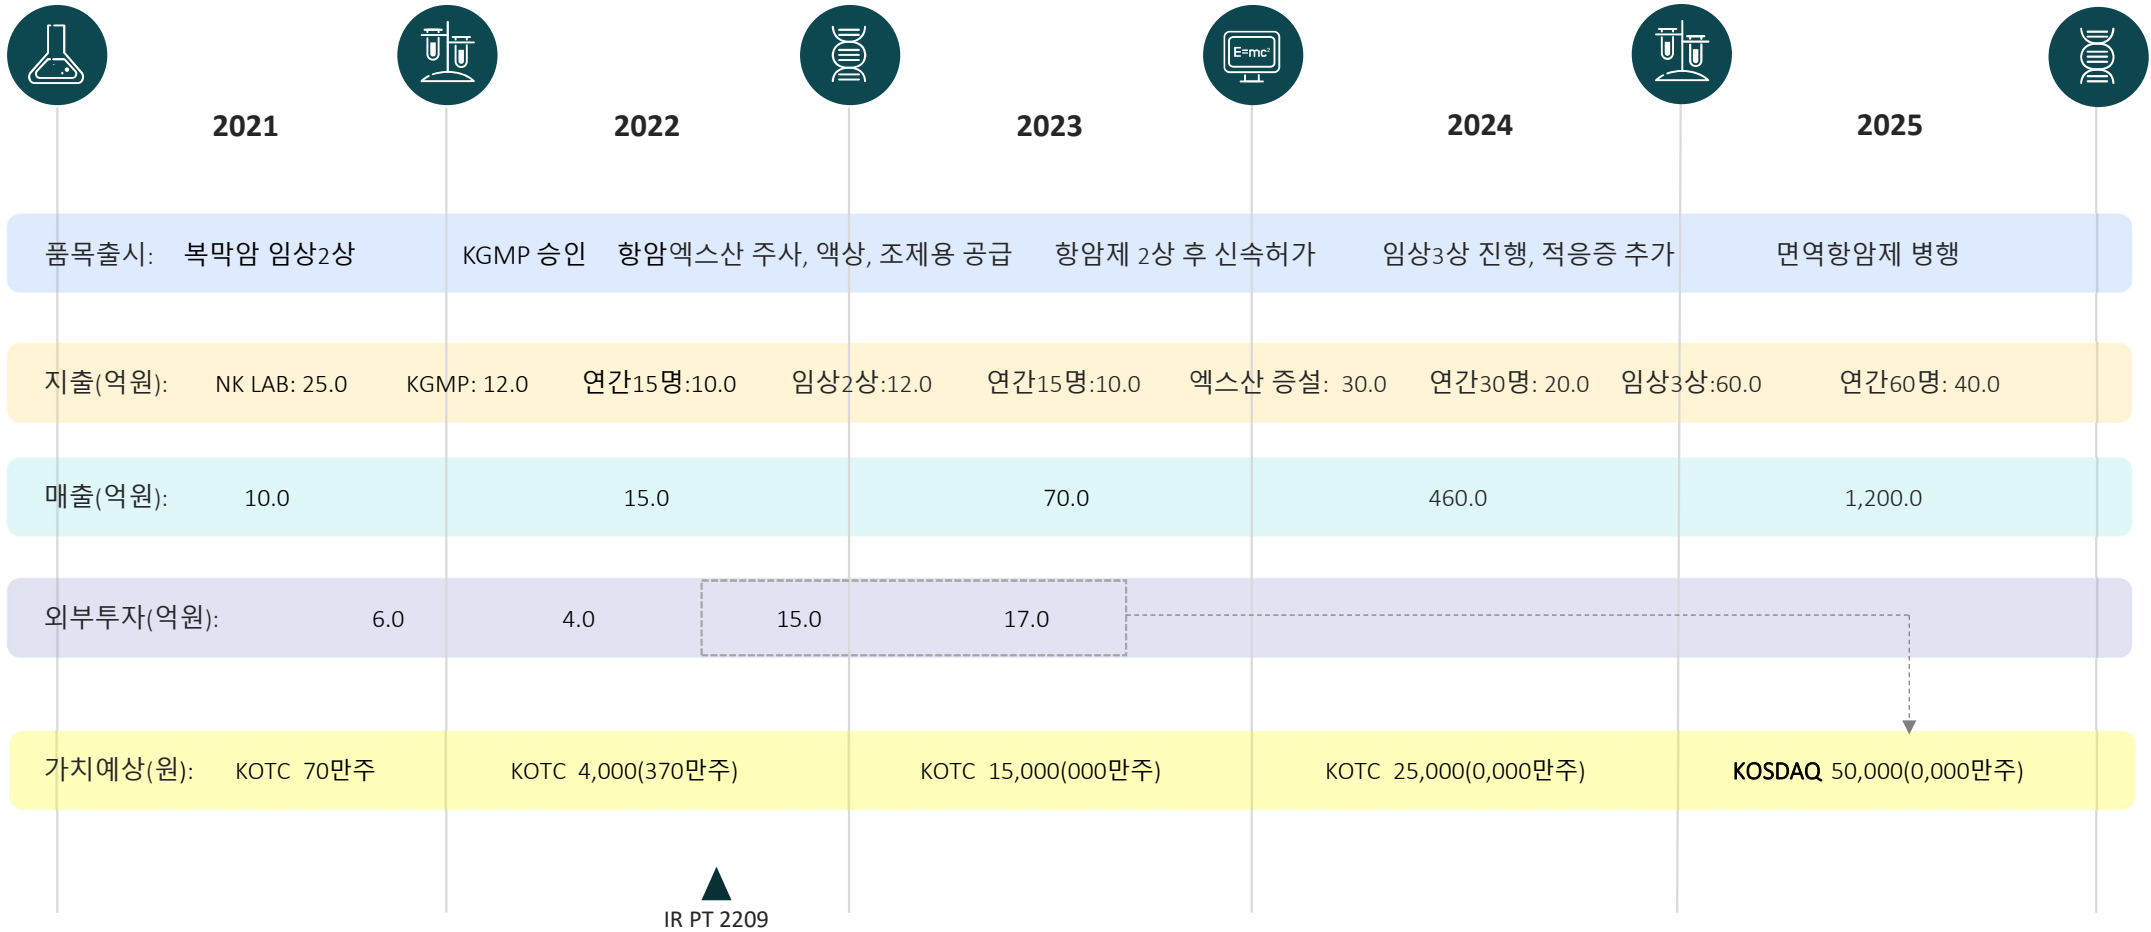 E=mc²
2021 2022 2023 2024 2025
품목출시: 복막암 임상2상 KGMP 승인 항암엑스산 주사, 액상, 조제용 공급 항암제 2상 후 신속허가 임상3상 진행, 적응증 추가 면역항암제 병행
지출(억원): NK LAB: 25.0 KGMP: 12.0 연간15명:10.0 임상2상:12.0 연간15명:10.0 엑스산 증설: 30.0 연간30명: 20.0 임상3상:60.0 연간60명: 40.0
매출(억원): 10.0 15.0 70.0 460.0 1,200.0
외부투자(억원): 6.0 4.0 15.0 17.0
가치예상(원): KOTC 70만주 KOTC 4,000(370만주) KOTC 15,000(000만주) KOTC 25,000(0,000만주) KOSDAQ 50,000(0,000만주)
IR PT 2209